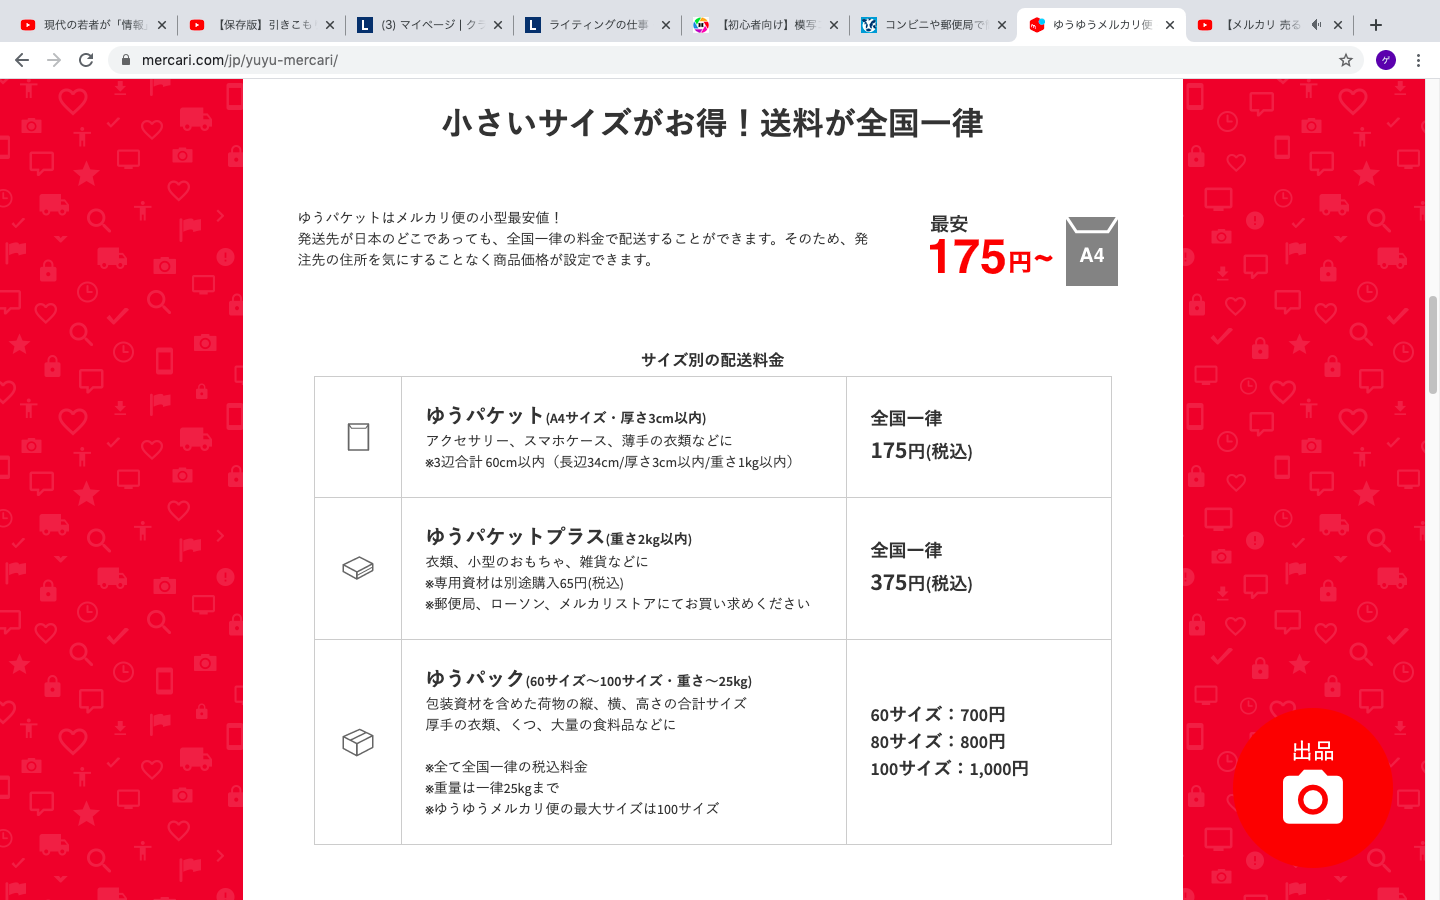 現代の若者が「情報」
【保存版】引きこも
(3) マイページ | クラ
ライティングの仕事
【初心者向け】模写コ
コンビニや郵便局で
ゆうゆうメルカリ便
【メルカリ 売る
mercari.com/jp/yuyu-mercari/
ゲ
小さいサイズがお得！送料が全国一律
ゆうパケットはメルカリ便の小型最安値！
発送先が日本のどこであっても、全国一律の料金で配送することができます。そのため、発
注先の住所を気にすることなく商品価格が設定できます。
最安
175円〜
A4
サイズ別の配送料金
ゆうパケット(A4サイズ・厚さ3cm以内)
アクセサリー、スマホケース、薄手の衣類などに
※3辺合計 60cm以内（長辺34cm/厚さ3cm以内/重さ1kg以内）
全国一律
175円(税込)
ゆうパケットプラス(重さ2kg以内)
衣類、小型のおもちゃ、雑貨などに
※専用資材は別途購入65円(税込)
※郵便局、ローソン、メルカリストアにてお買い求めください
全国一律
375円(税込)
ゆうパック(60サイズ〜100サイズ・重さ〜25kg)
包装資材を含めた荷物の縦、横、高さの合計サイズ
厚手の衣類、くつ、大量の食料品などに
※全て全国一律の税込料金
※重量は一律25kgまで
※ゆうゆうメルカリ便の最大サイズは100サイズ
60サイズ：700円
80サイズ：800円
100サイズ：1,000円
出品